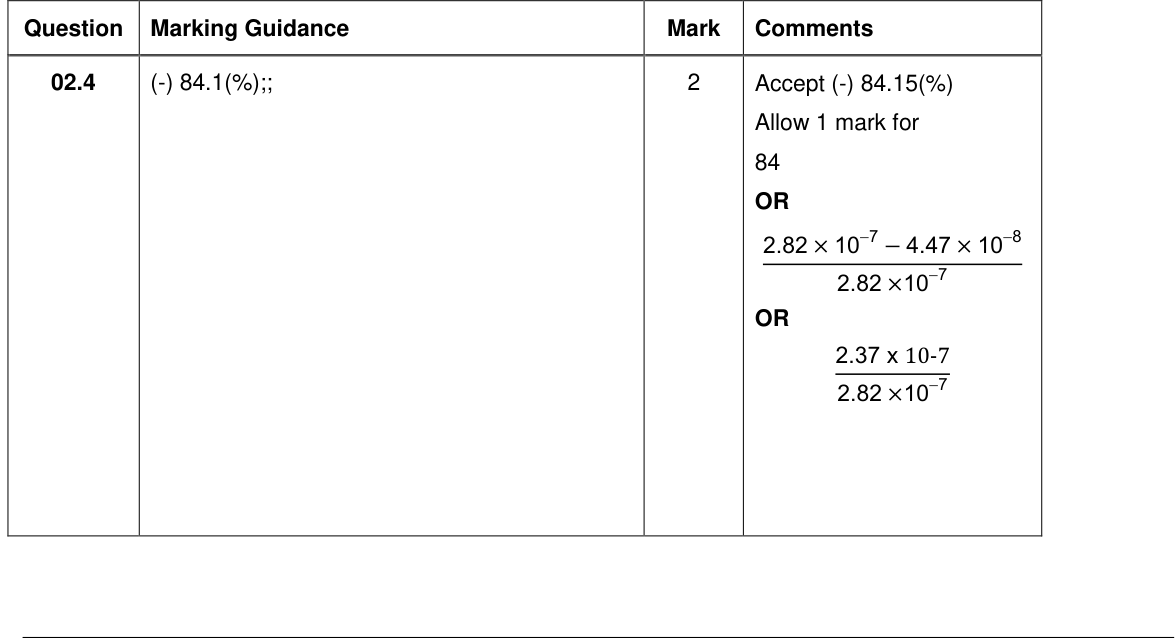 Question Marking Guidance Mark Comments
02.4 (-) 84.1(%);; 2 Accept (-) 84.15(%)
Allow 1 mark for
84
OR
2.82 × 10⁻⁷ – 4.47 × 10⁻⁸
2.82 ×10⁻⁷
OR
2.37 x 10-7
2.82 ×10⁻⁷